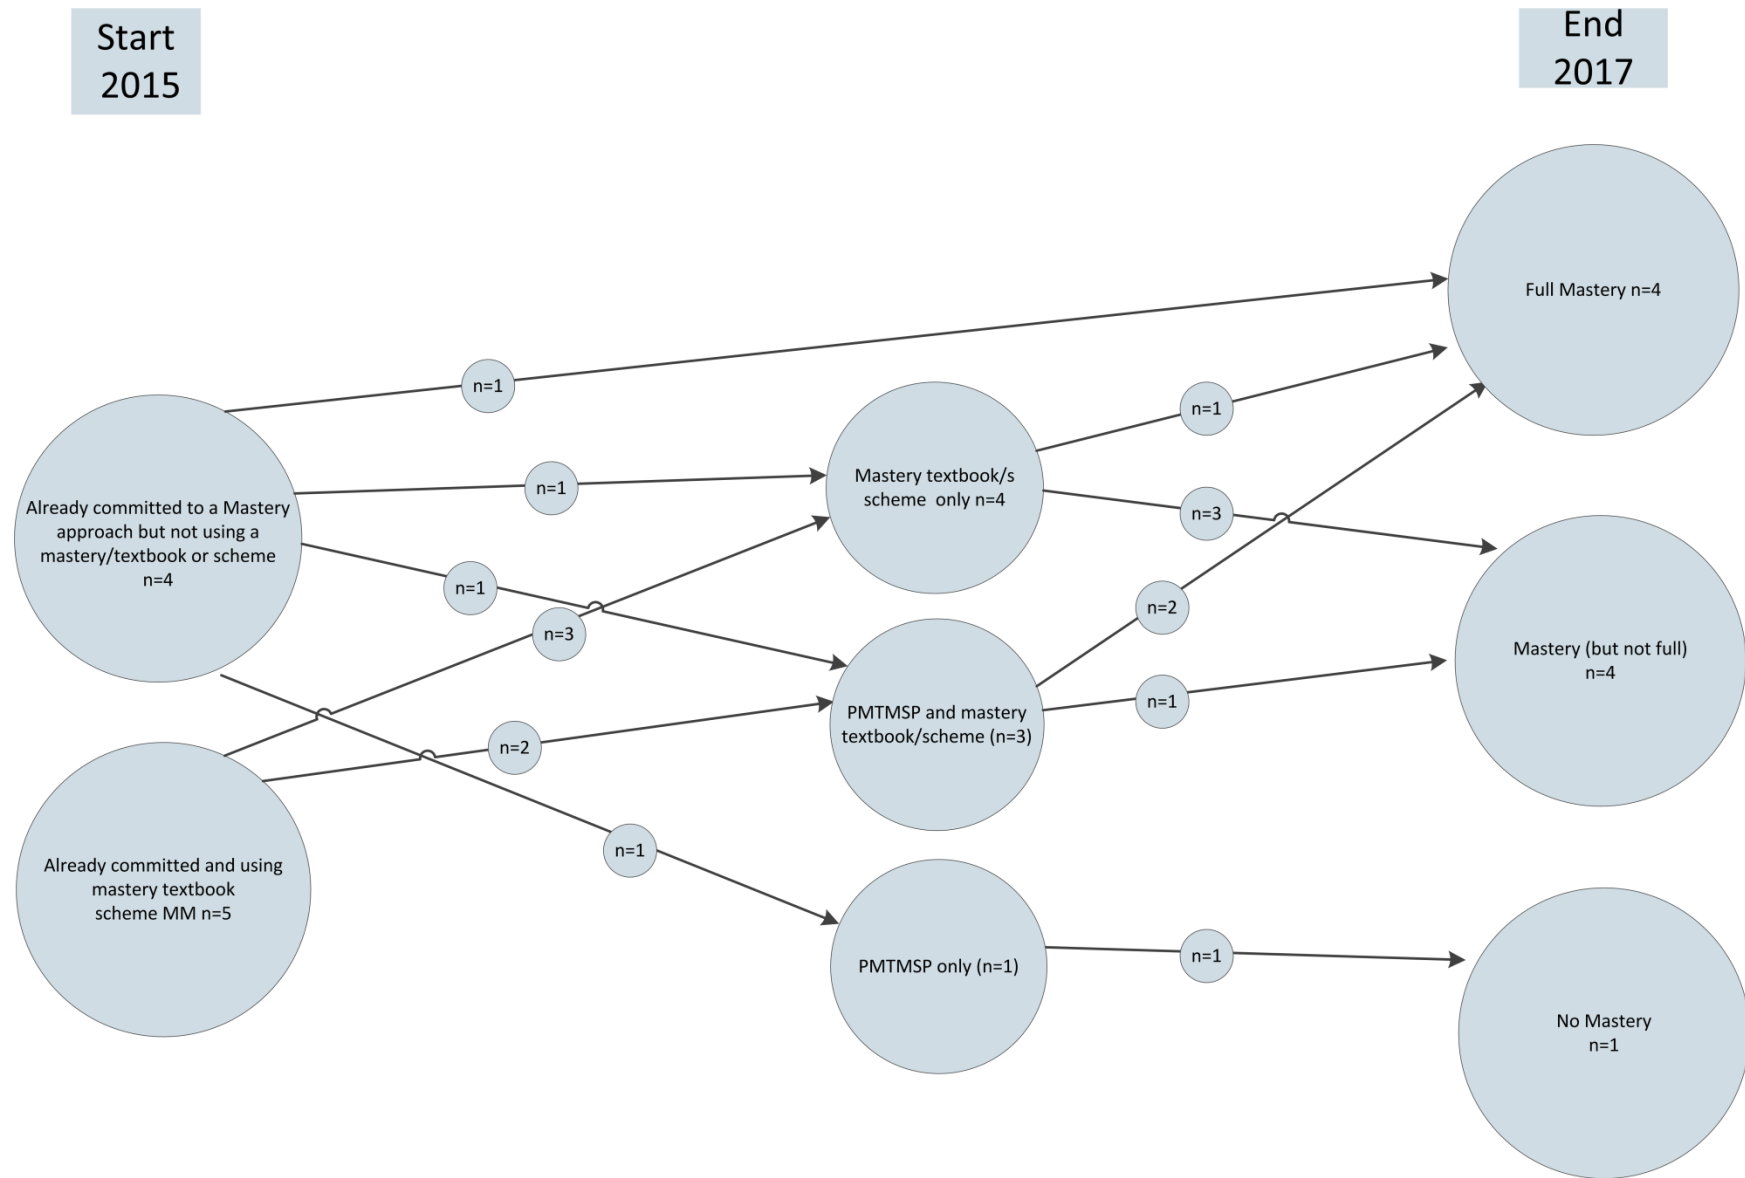 Start
2015
End
2017
Full Mastery n=4
n=1
n=1
Mastery textbook/s
scheme only n=4
n=1
n=3
Already committed to a Mastery
approach but not using a
mastery/textbook or scheme
n=4
n=1
n=3
n=2
Mastery (but not full)
n=4
PMTMSP and mastery
textbook/scheme (n=3)
n=1
n=2
n=1
Already committed and using
mastery textbook
scheme MM n=5
PMTMSP only (n=1)
n=1
No Mastery
n=1